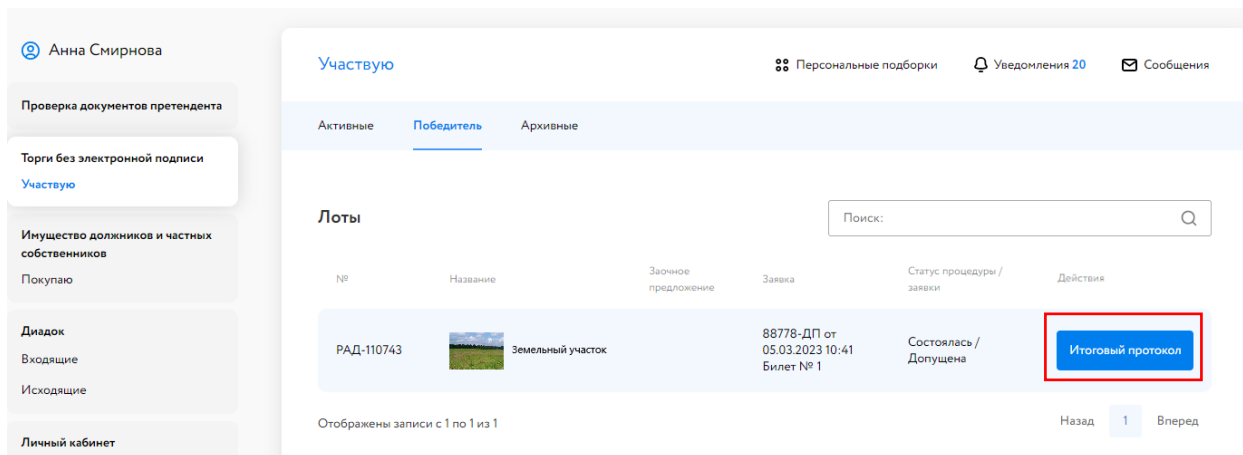 Анна Смирнова
Проверка документов претендента
Торги без электронной подписи
Участвую
Имущество должников и частных
собственников
Покупаю
Диадок
Входящие
Исходящие
Личный кабинет
Участвую
Персональные подборки
Уведомления 20
Сообщения
Активные
Победитель
Архивные
Лоты
Поиск:
№
Название
Заочное
предложение
Заявка
Статус процедуры /
заявки
Действия
РАД-110743
Земельный участок
88778-ДП от
05.03.2023 10:41
Билет № 1
Состоялась /
Допущена
Итоговый протокол
Отображены записи с 1 по 1 из 1
Назад
1
Вперед